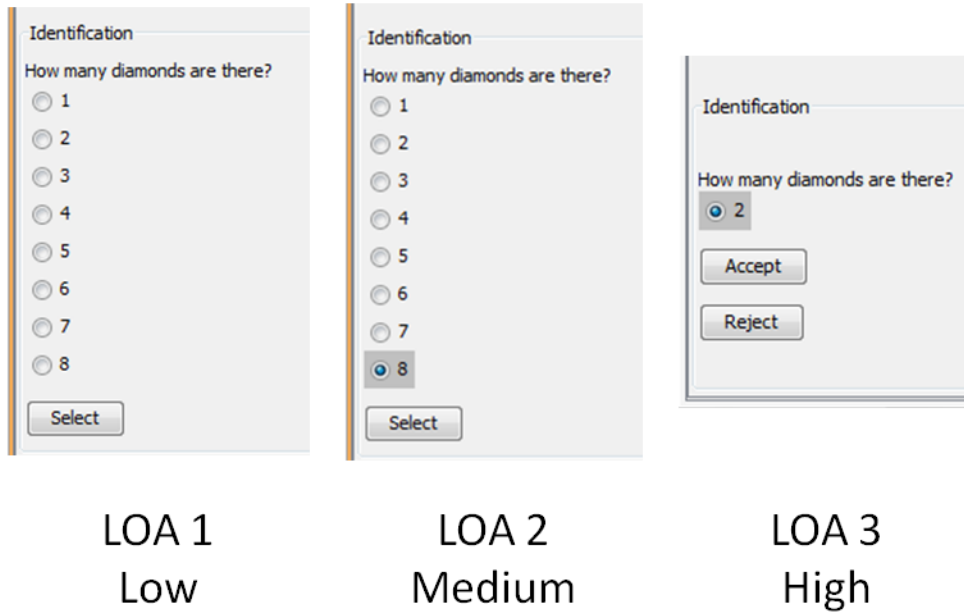 Identification
How many diamonds are there?
1
2
3
4
5
6
7
8
Select
Identification
How many diamonds are there?
1
2
3
4
5
6
7
8
Select
Identification
How many diamonds are there?
2
Accept
Reject
LOA 1
Low
LOA 2
Medium
LOA 3
High